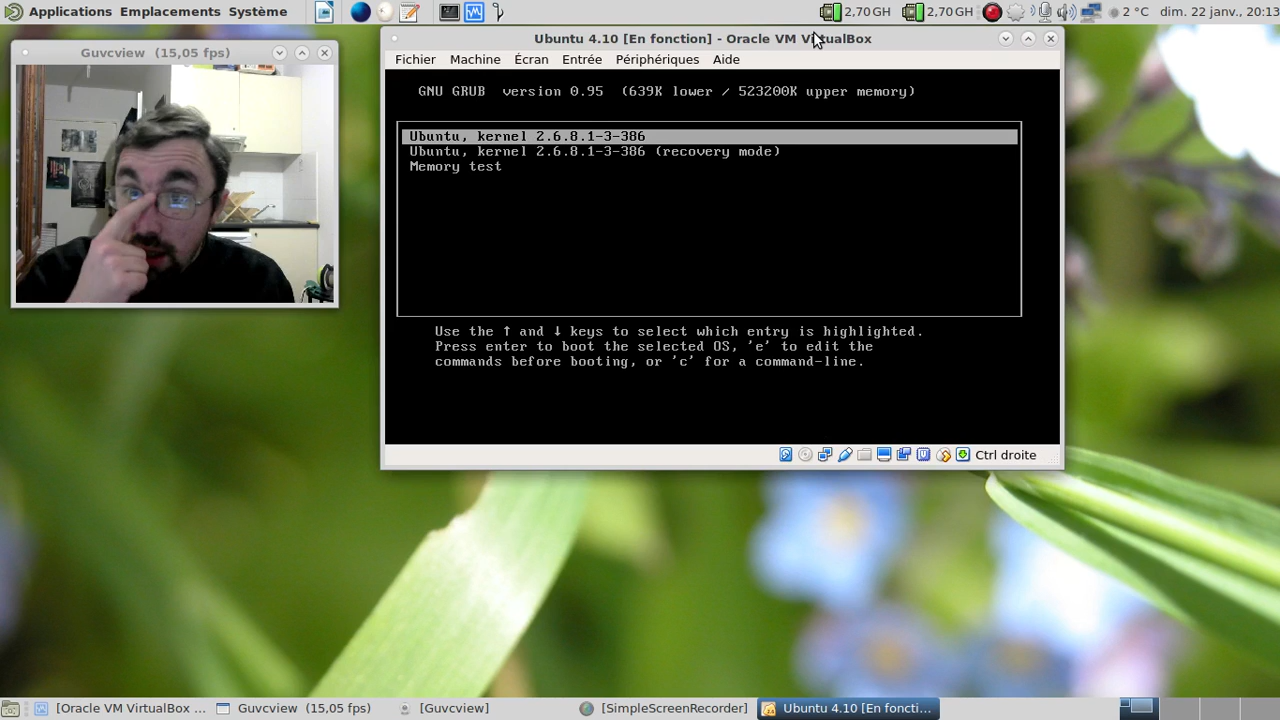 Applications Emplacements Système
2,70GH
2,70GH
2 °C
dim. 22 janv., 20:13
Guvcview (15,05 fps)
Ubuntu 4.10 [En fonction] - Oracle VM VirtualBox
Fichier Machine Écran Entrée Périphériques Aide
GNU GRUB version 0.95 (639K lower / 523200K upper memory)
Ubuntu, kernel 2.6.8.1-3-386
Ubuntu, kernel 2.6.8.1-3-386 (recovery mode)
Memory test
Use the ↑ and ↓ keys to select which entry is highlighted.
Press enter to boot the selected OS, 'e' to edit the
commands before booting, or 'c' for a command-line.
Ctrl droite
[Oracle VM VirtualBox ...
Guvcview (15,05 fps)
[Guvcview]
[SimpleScreenRecorder]
Ubuntu 4.10 [En foncti...